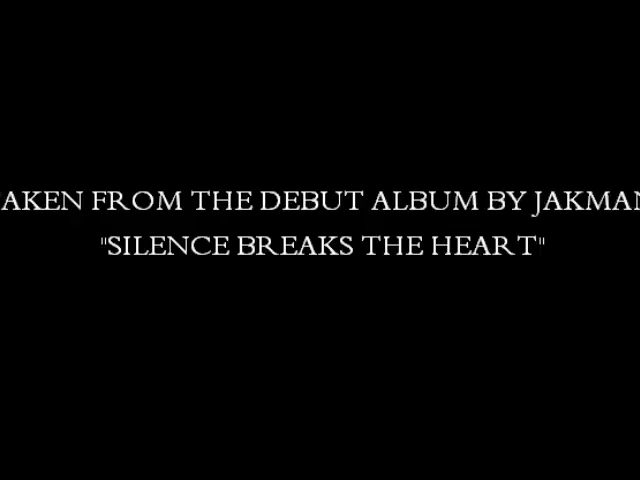 AKEN FROM THE DEBUT ALBUM BY JAKMAN
"SILENCE BREAKS THE HEART"